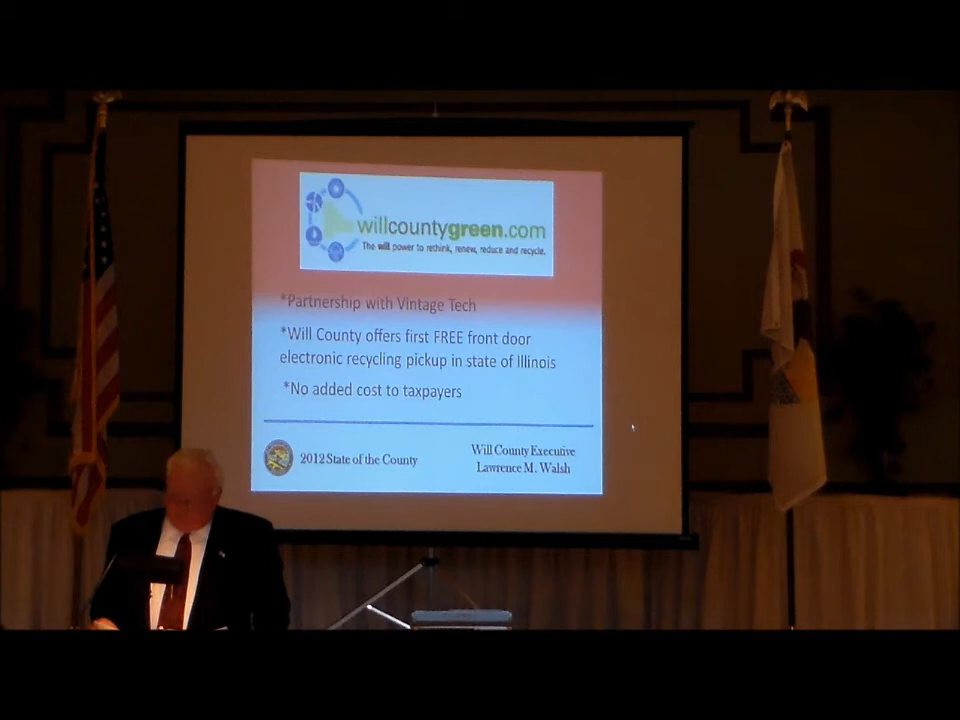 willcountygreen.com
The will power to rethink, renew, reduce and recycle.
*Partnership with Vintage Tech
*Will County offers first FREE front door
electronic recycling pickup in state of Illinois
*No added cost to taxpayers
2012 State of the County
Will County Executive
Lawrence M. Walsh